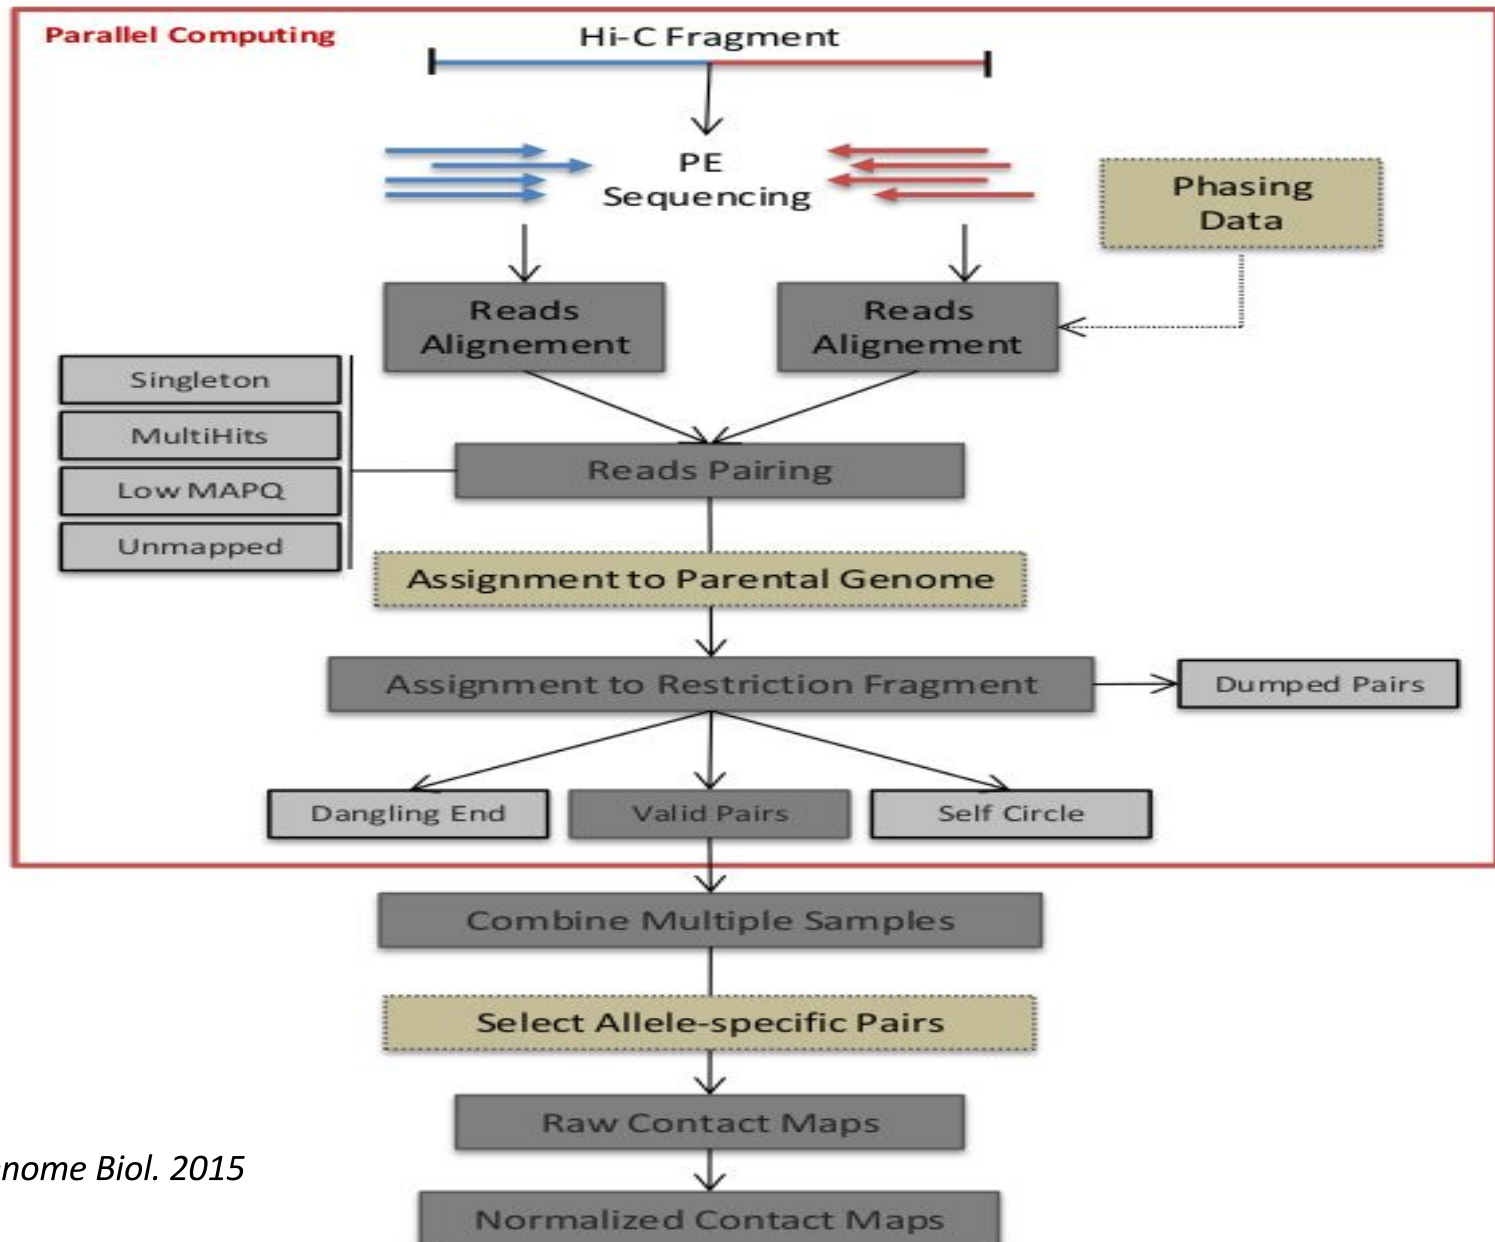 Parallel Computing
Hi-C Fragment
PE
Sequencing
Phasing
Data
Reads
Alignement
Reads
Alignement
Singleton
MultiHits
Low MAPQ
Unmapped
Reads Pairing
Assignment to Parental Genome
Assignment to Restriction Fragment
Dumped Pairs
Dangling End
Valid Pairs
Self Circle
Combine Multiple Samples
Select Allele-specific Pairs
Raw Contact Maps
Biol. 2015
Normalized Contact Maps